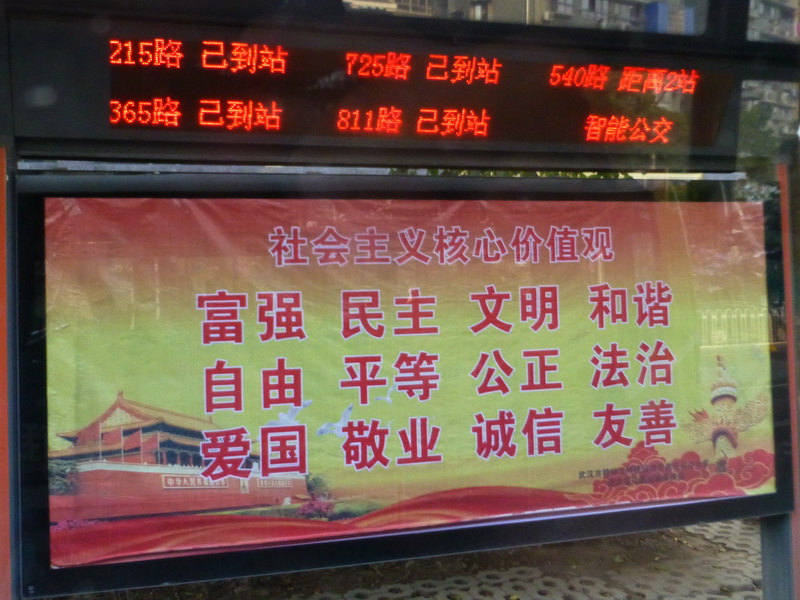 215路 已到站 725路 已到站 540路 距离2站
365路 已到站 811路 已到站 智能公交
社会主义核心价值观
富强 民主 文明 和谐
自由 平等 公正 法治
爱国 敬业 诚信 友善